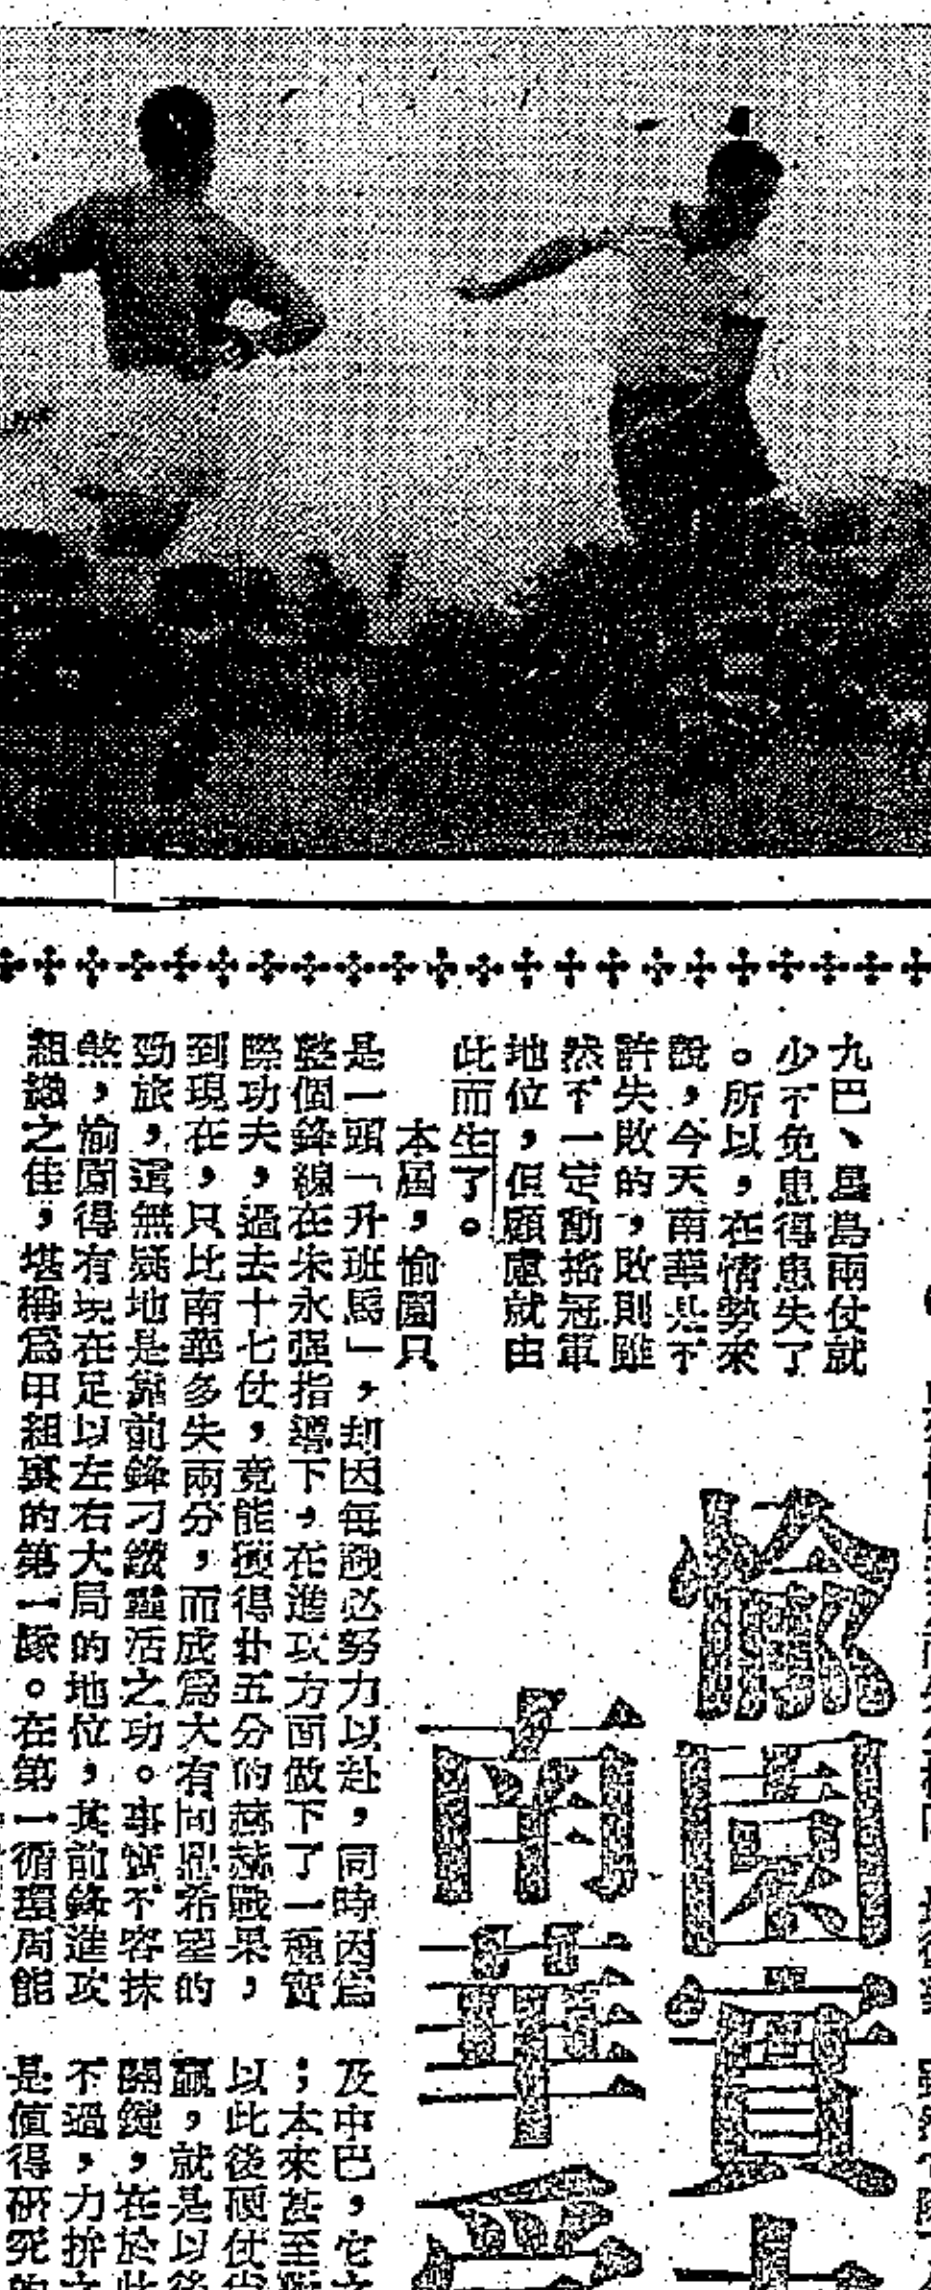 愉園實
南華
九巴、星島兩仗就
少不免患得患失了
。所以，在情勢來
說，今天南華是不
許失敗的，敗則雖
然不一定動搖冠軍
地位，但顧慮就由
此而生了。
本屆，愉園只
是一頭「升班馬」，却因每戰必努力以赴，同時因爲
整個鋒線在朱永强指導下，在進攻方面做下了一種實
際功夫，過去十七仗，竟能獲得廿五分的赫赫戰果，
到現在，只比南華多失兩分，而成爲大有問鼎希望的
勁旅，這無疑地是靠前鋒刁鑽靈活之功。事實不容抹
煞，愉園得有現在足以左右大局的地位，其前鋒進攻
組織之佳，堪稱爲甲組裏的第一隊。在第一循環周能
及中巴，它
；本來甚至
以此後硬仗
贏，就是以後
關鍵，在於此
不過，力拼
是值得研究的